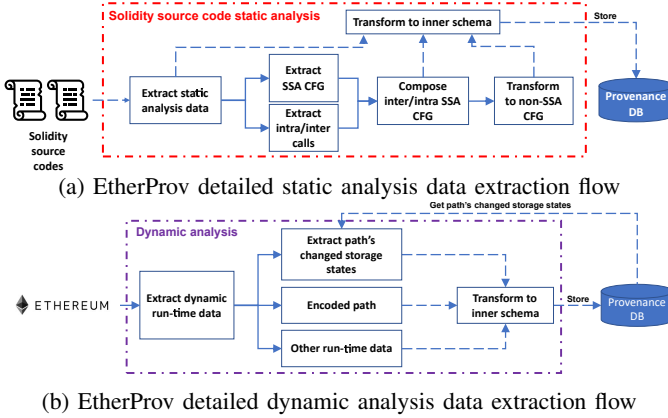 Solidity source code static analysis
Transform to inner schema
Store
Extract static
analysis data
Extract
SSA CFG
Extract
intra/inter
calls
Compose
inter/intra SSA
CFG
Transform
to non-SSA
CFG
Provenance
DB
Solidity
source
codes
(a) EtherProv detailed static analysis data extraction flow
Get path's changed storage states
Dynamic analysis
Extract path's
changed storage
states
ETHEREUM
Extract dynamic
run-time data
Encoded path
Transform to
inner schema
Store
Provenance
DB
Other run-time data
(b) EtherProv detailed dynamic analysis data extraction flow